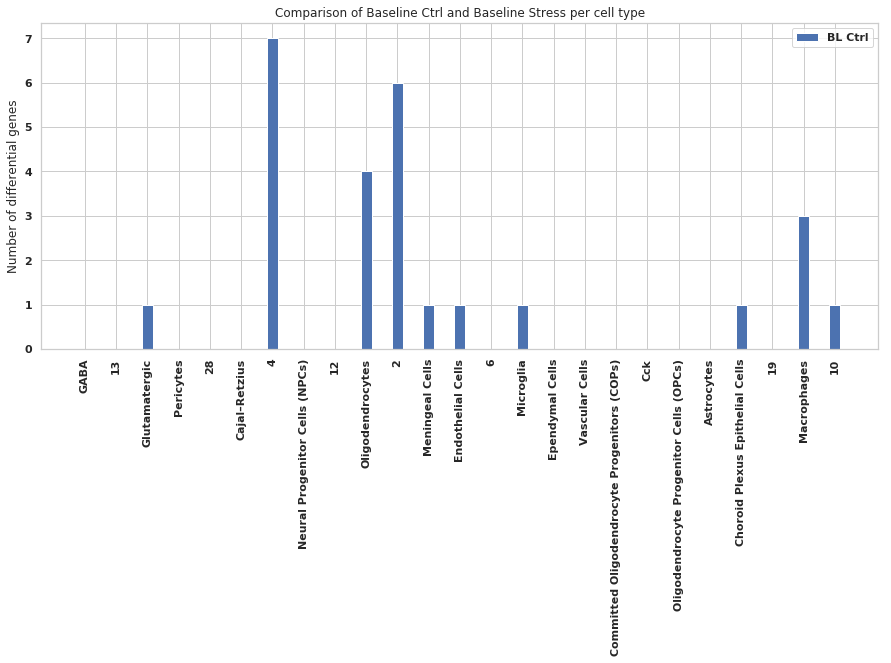 Comparison of Baseline Ctrl and Baseline Stress per cell type
BL Ctrl
Number of differential genes
7
6
5
4
3
2
1
0
GABA
13
Glutamatergic
Pericytes
28
Cajal-Retzius
4
Neural Progenitor Cells (NPCs)
12
Oligodendrocytes
2
Meningeal Cells
Endothelial Cells
6
Microglia
Ependymal Cells
Vascular Cells
Committed Oligodendrocyte Progenitors (COPs)
Cck
Oligodendrocyte Progenitor Cells (OPCs)
Astrocytes
Choroid Plexus Epithelial Cells
19
Macrophages
10